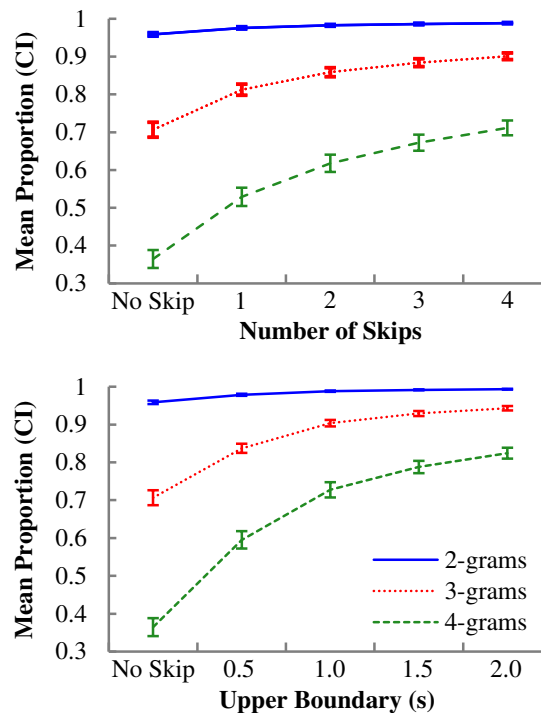 Mean Proportion (CI)
1
0.9
0.8
0.7
0.6
0.5
0.4
0.3
No Skip 1 2 3 4
Number of Skips
Mean Proportion (CI)
1
0.9
0.8
0.7
0.6
0.5
0.4
0.3
2-grams
3-grams
4-grams
No Skip 0.5 1.0 1.5 2.0
Upper Boundary (s)